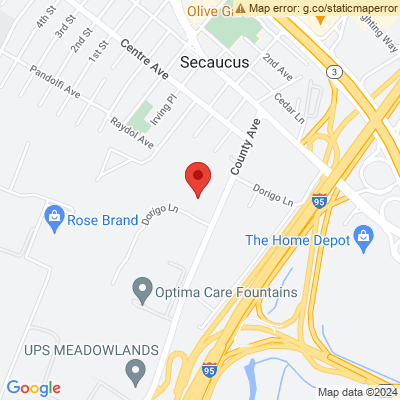 Map error: g.co/staticmaperror
Olive G
4th St
3rd St
2nd St
1st St
Centre Ave
Secaucus
2nd Ave
3
Pandolfi Ave
Irving Pl
Cedar Ln
Raydol Ave
County Ave
Dorigo Ln
95
Dorigo Ln
Rose Brand
The Home Depot
Optima Care Fountains
UPS MEADOWLANDS
95
Google
Map data ©2024